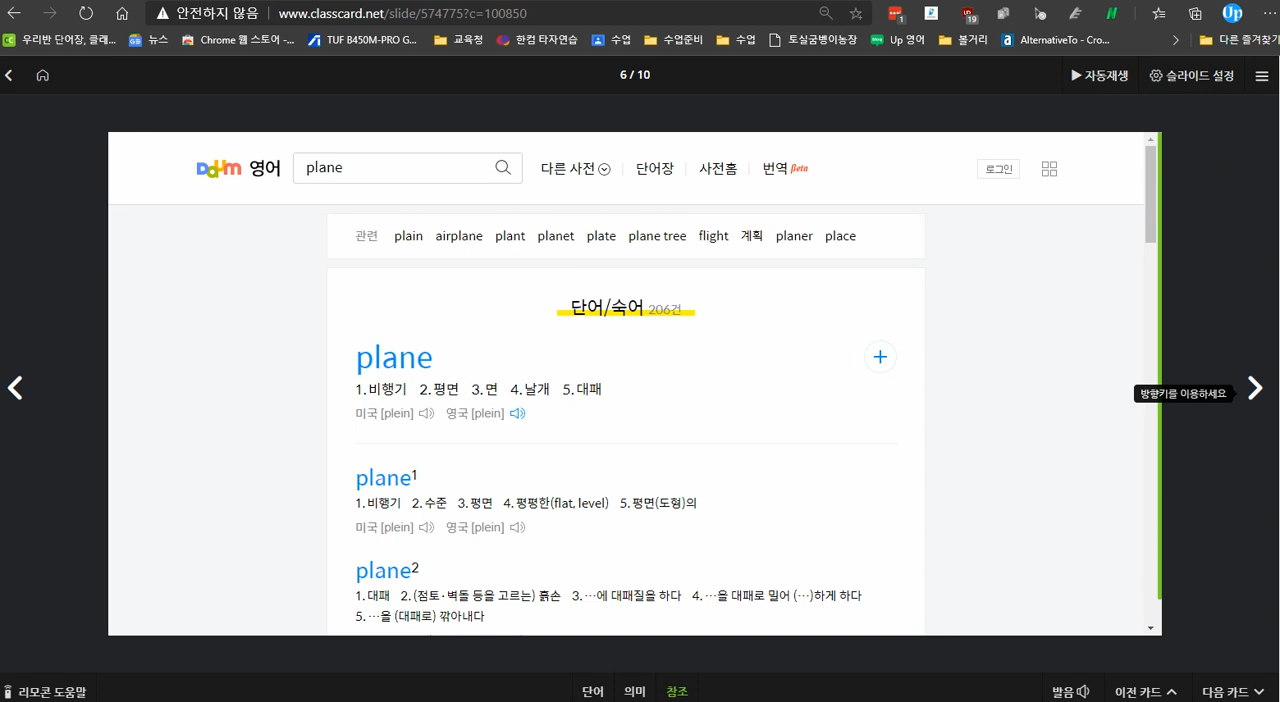 안전하지 않음 www.classcard.net/slide/574775?c=100850 1 19 Up
우리반 단어장, 클래... GB 뉴스 Chrome 웹 스토어 -... TUF B450M-PRO G... 교육청 한컴 타자연습 수업 수업준비 수업 토실굼벵이농장 Up 영어 볼거리 AlternativeTo - Cro... 다른 즐겨찾기
6 / 10 자동재생 슬라이드 설정
Daum 영어 plane 다른 사전 단어장 사전홈 번역 Beta 로그인
관련 plain airplane plant planet plate plane tree flight 계획 planer place
단어/숙어 206건
plane
1.비행기 2.평면 3.면 4.날개 5.대패
미국 [plein] 영국 [plein]
방향키를 이용하세요
plane¹
1.비행기 2.수준 3.평면 4.평평한(flat, level) 5.평면(도형)의
미국 [plein] 영국 [plein]
plane²
1.대패 2.(점토·벽돌 등을 고르는) 흙손 3.…에 대패질을 하다 4.…을 대패로 밀어 (…)하게 하다
5.…을 (대패로) 깎아내다
리모콘 도움말 단어 의미 참조 발음 이전 카드 다음 카드